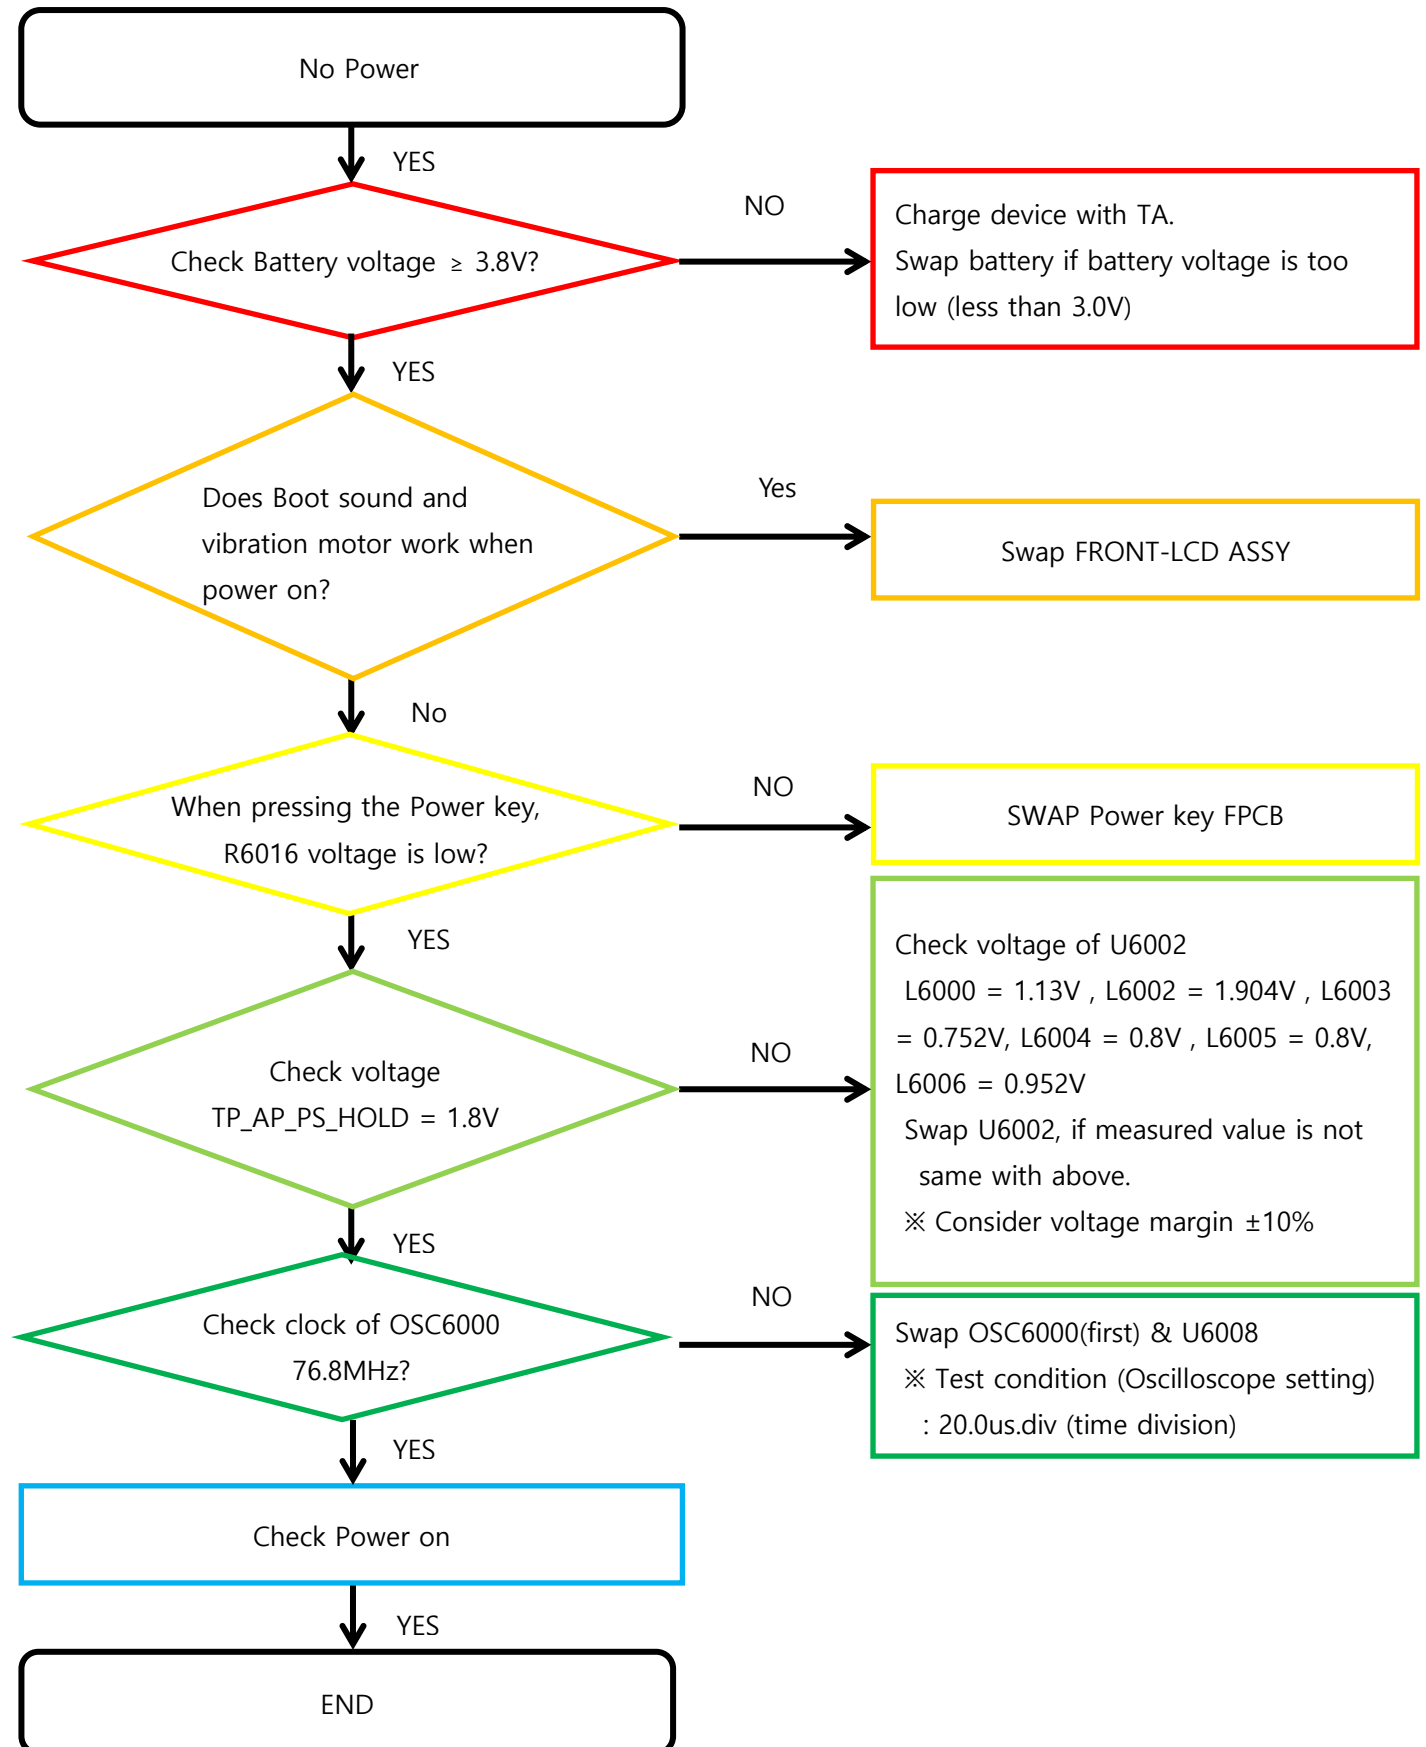 No Power
YES
Check Battery voltage ≥ 3.8V?
NO
Charge device with TA.
Swap battery if battery voltage is too
low (less than 3.0V)
YES
Does Boot sound and
vibration motor work when
power on?
Yes
Swap FRONT-LCD ASSY
No
When pressing the Power key,
R6016 voltage is low?
NO
SWAP Power key FPCB
YES
Check voltage
TP_AP_PS_HOLD = 1.8V
NO
Check voltage of U6002
L6000 = 1.13V , L6002 = 1.904V , L6003
= 0.752V, L6004 = 0.8V , L6005 = 0.8V,
L6006 = 0.952V
Swap U6002, if measured value is not
same with above.
※ Consider voltage margin ±10%
YES
Check clock of OSC6000
76.8MHz?
NO
Swap OSC6000(first) & U6008
※ Test condition (Oscilloscope setting)
: 20.0us.div (time division)
YES
Check Power on
YES
END